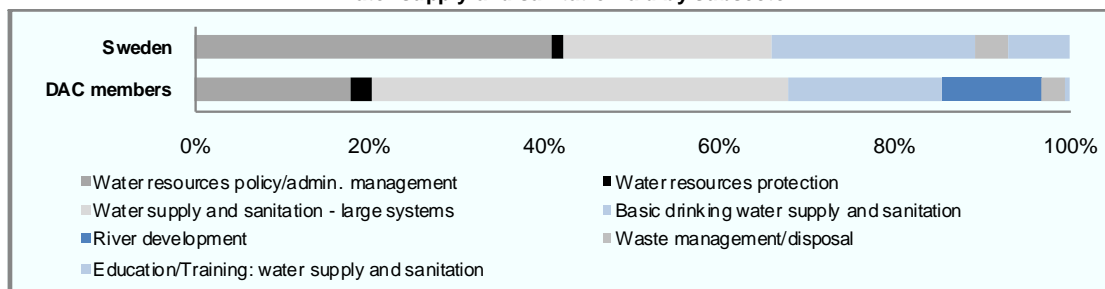 Sweden
DAC members
0% 20% 40% 60% 80% 100%
Water resources policy/admin. management
Water resources protection
Water supply and sanitation - large systems
Basic drinking water supply and sanitation
River development
Waste management/disposal
Education/Training: water supply and sanitation